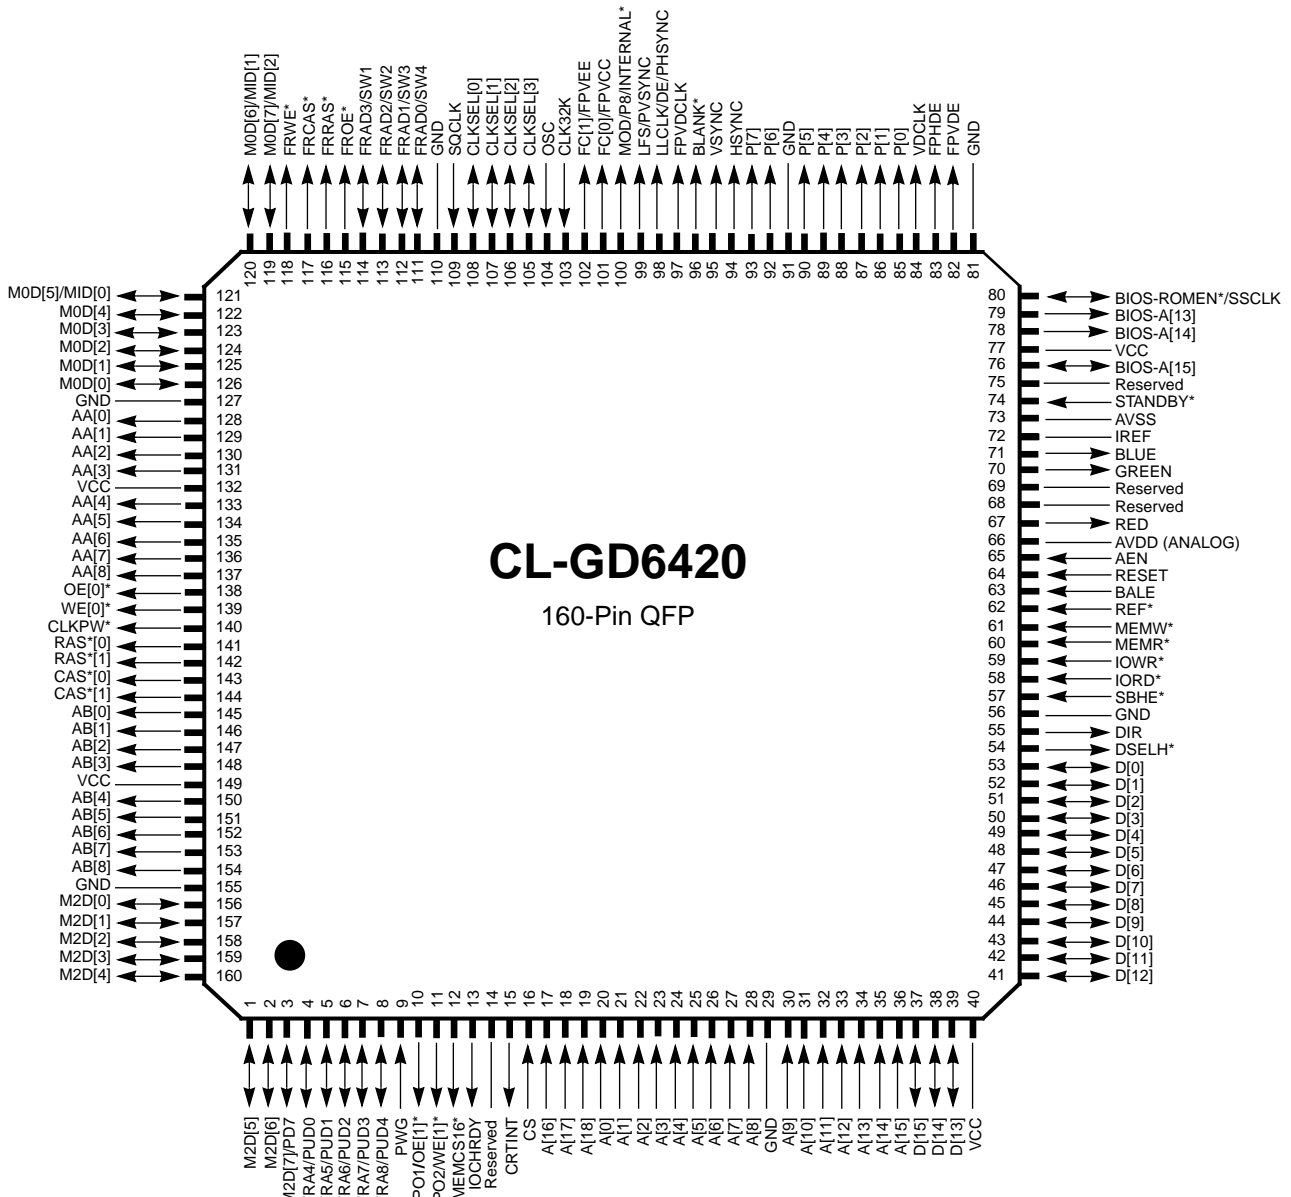 M0D[6]/MID[1]
M0D[7]/MID[2]
FRWE*
FRCAS*
FRRAS*
FROE*
FRAD3/SW1
FRAD2/SW2
FRAD1/SW3
FRAD0/SW4
GND
SQCLK
CLKSEL[0]
CLKSEL[1]
CLKSEL[2]
CLKSEL[3]
OSC
CLK32K
FC[1]/FPVEE
FC[0]/FPVCC
MOD/P8/INTERNAL*
LFS/PVSYNC
LLCLK/DE/PHSYNC
FPVDCLK
BLANK*
VSYNC
HSYNC
P[7]
P[6]
GND
P[5]
P[4]
P[3]
P[2]
P[1]
P[0]
VDCLK
FPHDE
FPVDE
GND
120 119 118 117 116 115 114 113 112 111 110 109 108 107 106 105 104 103 102 101 100 99 98 97 96 95 94 93 92 91 90 89 88 87 86 85 84 83 82 81
M0D[5]/MID[0] 121
M0D[4] 122
M0D[3] 123
M0D[2] 124
M0D[1] 125
M0D[0] 126
GND 127
AA[0] 128
AA[1] 129
AA[2] 130
AA[3] 131
VCC 132
AA[4] 133
AA[5] 134
AA[6] 135
AA[7] 136
AA[8] 137
OE[0]* 138
WE[0]* 139
CLKPW* 140
RAS*[0] 141
RAS*[1] 142
CAS*[0] 143
CAS*[1] 144
AB[0] 145
AB[1] 146
AB[2] 147
AB[3] 148
VCC 149
AB[4] 150
AB[5] 151
AB[6] 152
AB[7] 153
AB[8] 154
GND 155
M2D[0] 156
M2D[1] 157
M2D[2] 158
M2D[3] 159
M2D[4] 160
CL-GD6420
160-Pin QFP
80 BIOS-ROMEN*/SSCLK
79 BIOS-A[13]
78 BIOS-A[14]
77 VCC
76 BIOS-A[15]
75 Reserved
74 STANDBY*
73 AVSS
72 IREF
71 BLUE
70 GREEN
69 Reserved
68 Reserved
67 RED
66 AVDD (ANALOG)
65 AEN
64 RESET
63 BALE
62 REF*
61 MEMW*
60 MEMR*
59 IOWR*
58 IORD*
57 SBHE*
56 GND
55 DIR
54 DSELH*
53 D[0]
52 D[1]
51 D[2]
50 D[3]
49 D[4]
48 D[5]
47 D[6]
46 D[7]
45 D[8]
44 D[9]
43 D[10]
42 D[11]
41 D[12]
1 2 3 4 5 6 7 8 9 10 11 12 13 14 15 16 17 18 19 20 21 22 23 24 25 26 27 28 29 30 31 32 33 34 35 36 37 38 39 40
M2D[5]
M2D[6]
M2D[7]/PD7
FRA4/PUD0
FRA5/PUD1
FRA6/PUD2
FRA7/PUD3
FRA8/PUD4
PWG
PO1/OE[1]*
PO2/WE[1]*
MEMCS16*
IOCHRDY
Reserved
CRTINT
CS
A[16]
A[17]
A[18]
A[0]
A[1]
A[2]
A[3]
A[4]
A[5]
A[6]
A[7]
A[8]
GND
A[9]
A[10]
A[11]
A[12]
A[13]
A[14]
A[15]
D[15]
D[14]
D[13]
VCC